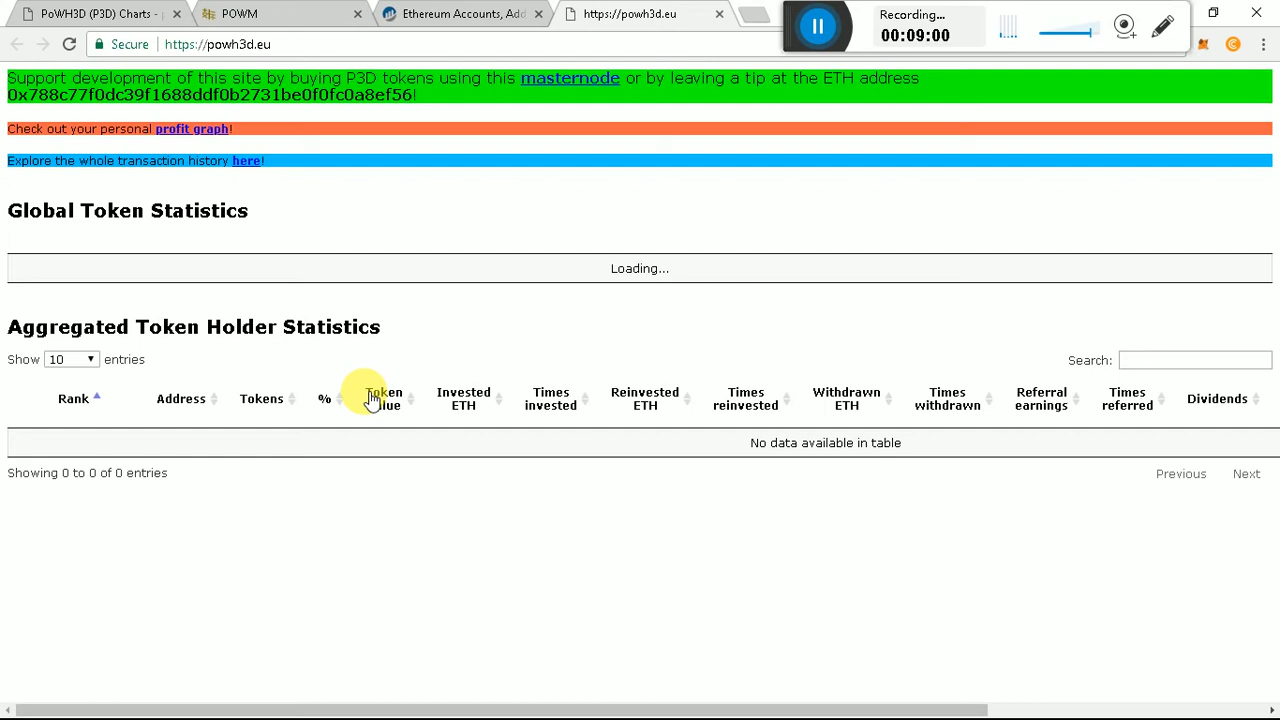 PoWH3D (P3D) Charts -
POWM
Ethereum Accounts, Add
https://powh3d.eu
Recording...
00:09:00
Secure
https://powh3d.eu
Support development of this site by buying P3D tokens using this masternode or by leaving a tip at the ETH address
0x788c77f0dc39f1688ddf0b2731be0f0fc0a8ef56!
Check out your personal profit graph!
Explore the whole transaction history here!
Global Token Statistics
Loading...
Aggregated Token Holder Statistics
Show 10 entries
Search:
Rank
Address
Tokens
%
Token
Invested
ETH
Times
invested
Reinvested
ETH
Times
reinvested
Withdrawn
ETH
Times
withdrawn
Referral
earnings
Times
referred
Dividends
No data available in table
Showing 0 to 0 of 0 entries
Previous
Next